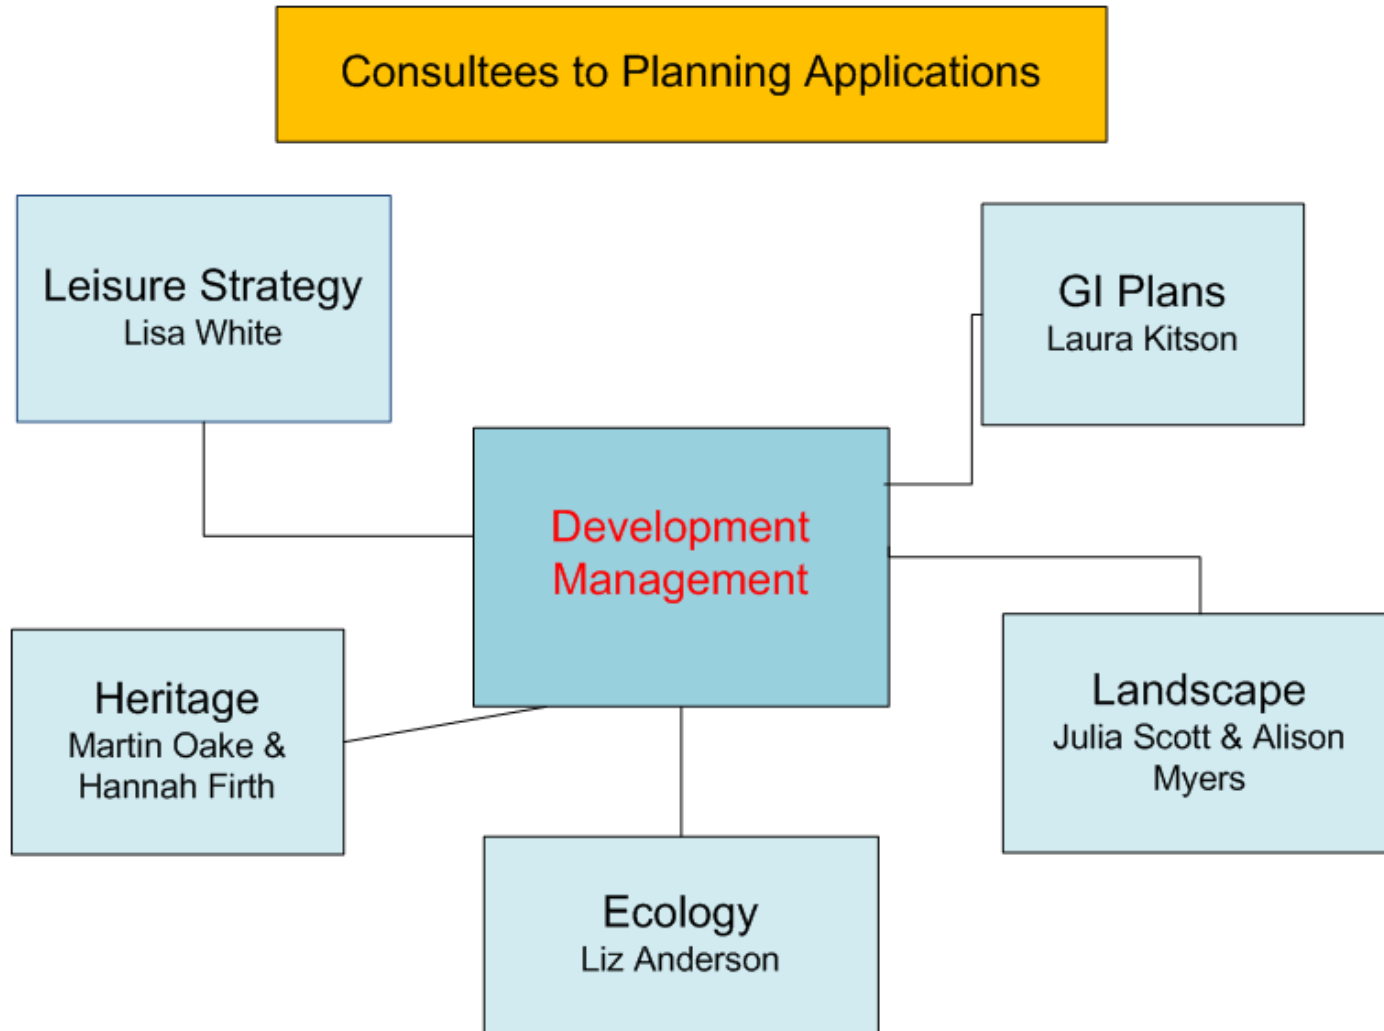 Consultees to Planning Applications
Leisure Strategy
Lisa White
GI Plans
Laura Kitson
Development
Management
Heritage
Martin Oake &
Hannah Firth
Landscape
Julia Scott & Alison
Myers
Ecology
Liz Anderson